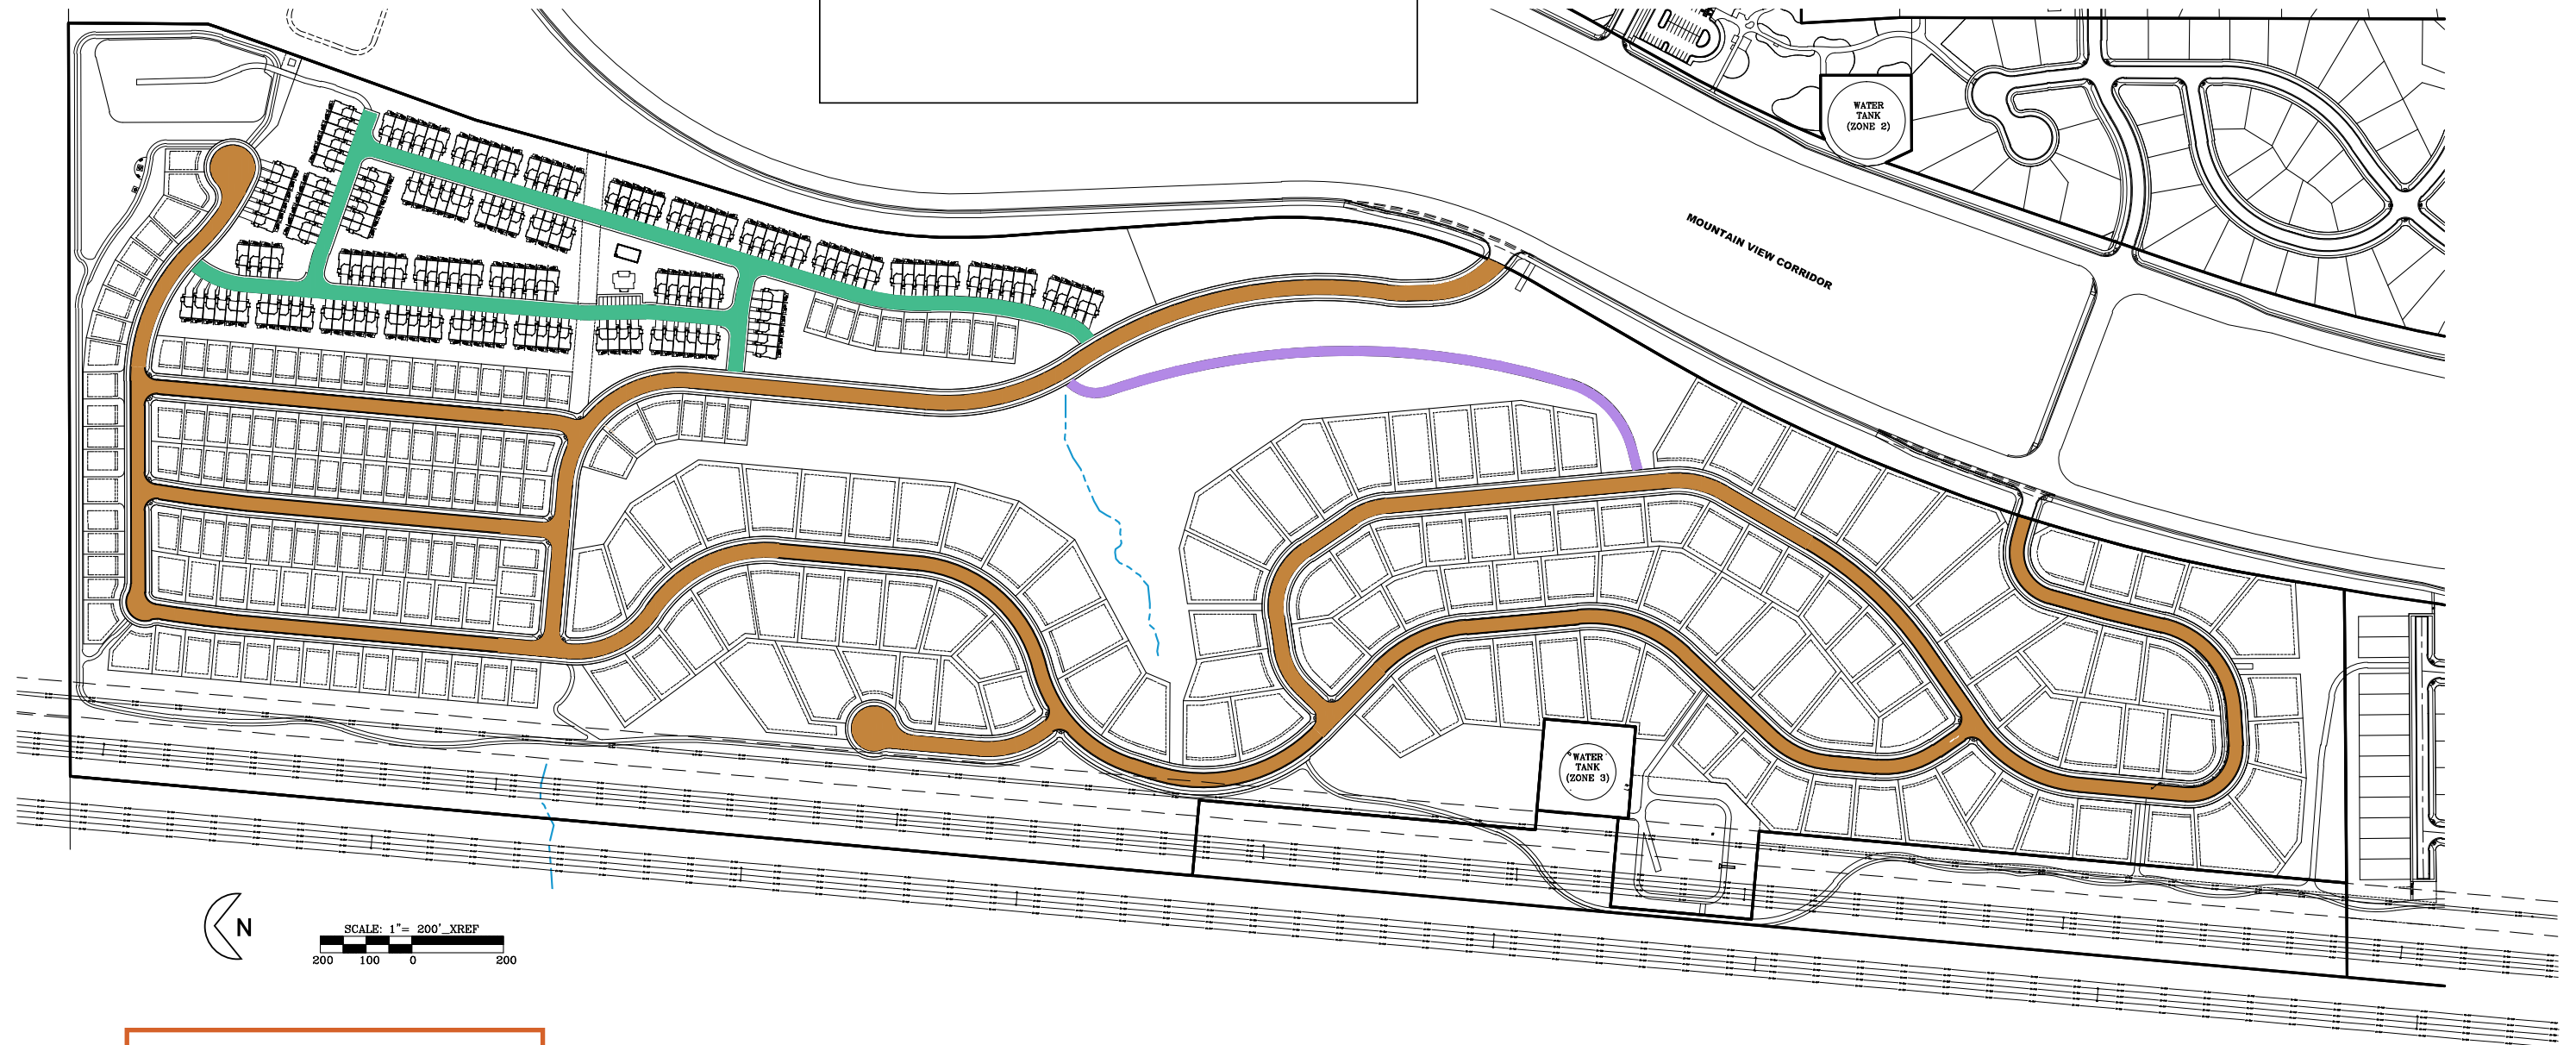 WATER
TANK
(ZONE 2)
MOUNTAIN VIEW CORRIDOR
WATER
TANK
(ZONE 3)
N
SCALE: 1"= 200'_XREF
200 100 0 200